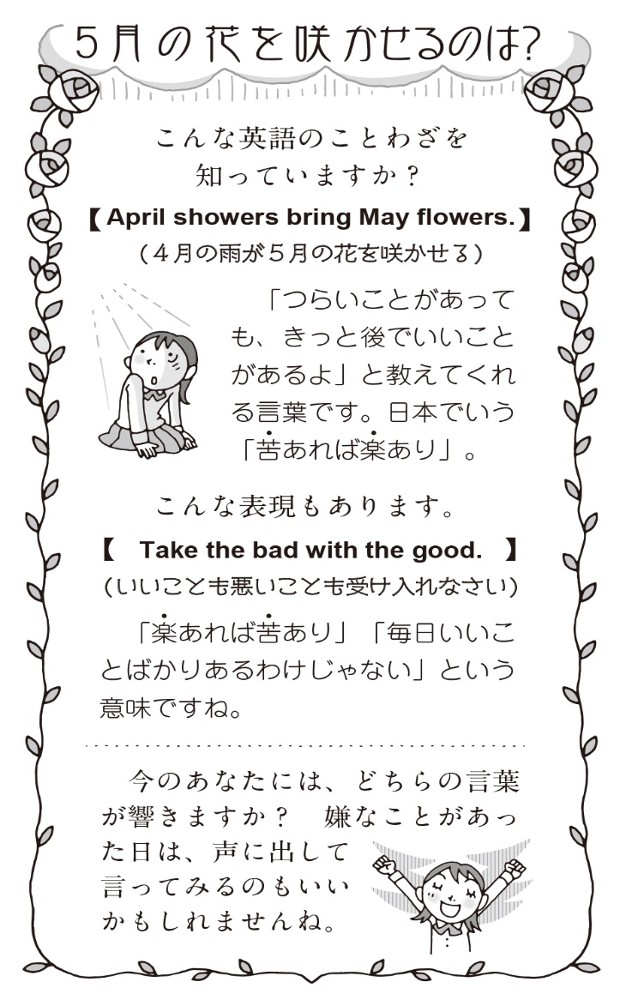 5月の花を咲かせるのは?
こんな英語のことわざを
知っていますか?
【April showers bring May flowers.】
(4月の雨が5月の花を咲かせる)
「つらいことがあって
も、きっと後でいいこと
があるよ」と教えてくれ
る言葉です。日本でいう
「苦あれば楽あり」。
こんな表現もあります。
【 Take the bad with the good. 】
(いいことも悪いことも受け入れなさい)
「楽あれば苦あり」「毎日いいこ
とばかりあるわけじゃない」という
意味ですね。
今のあなたには、どちらの言葉
が響きますか? 嫌なことがあっ
た日は、声に出して
言ってみるのもいい
かもしれませんね。